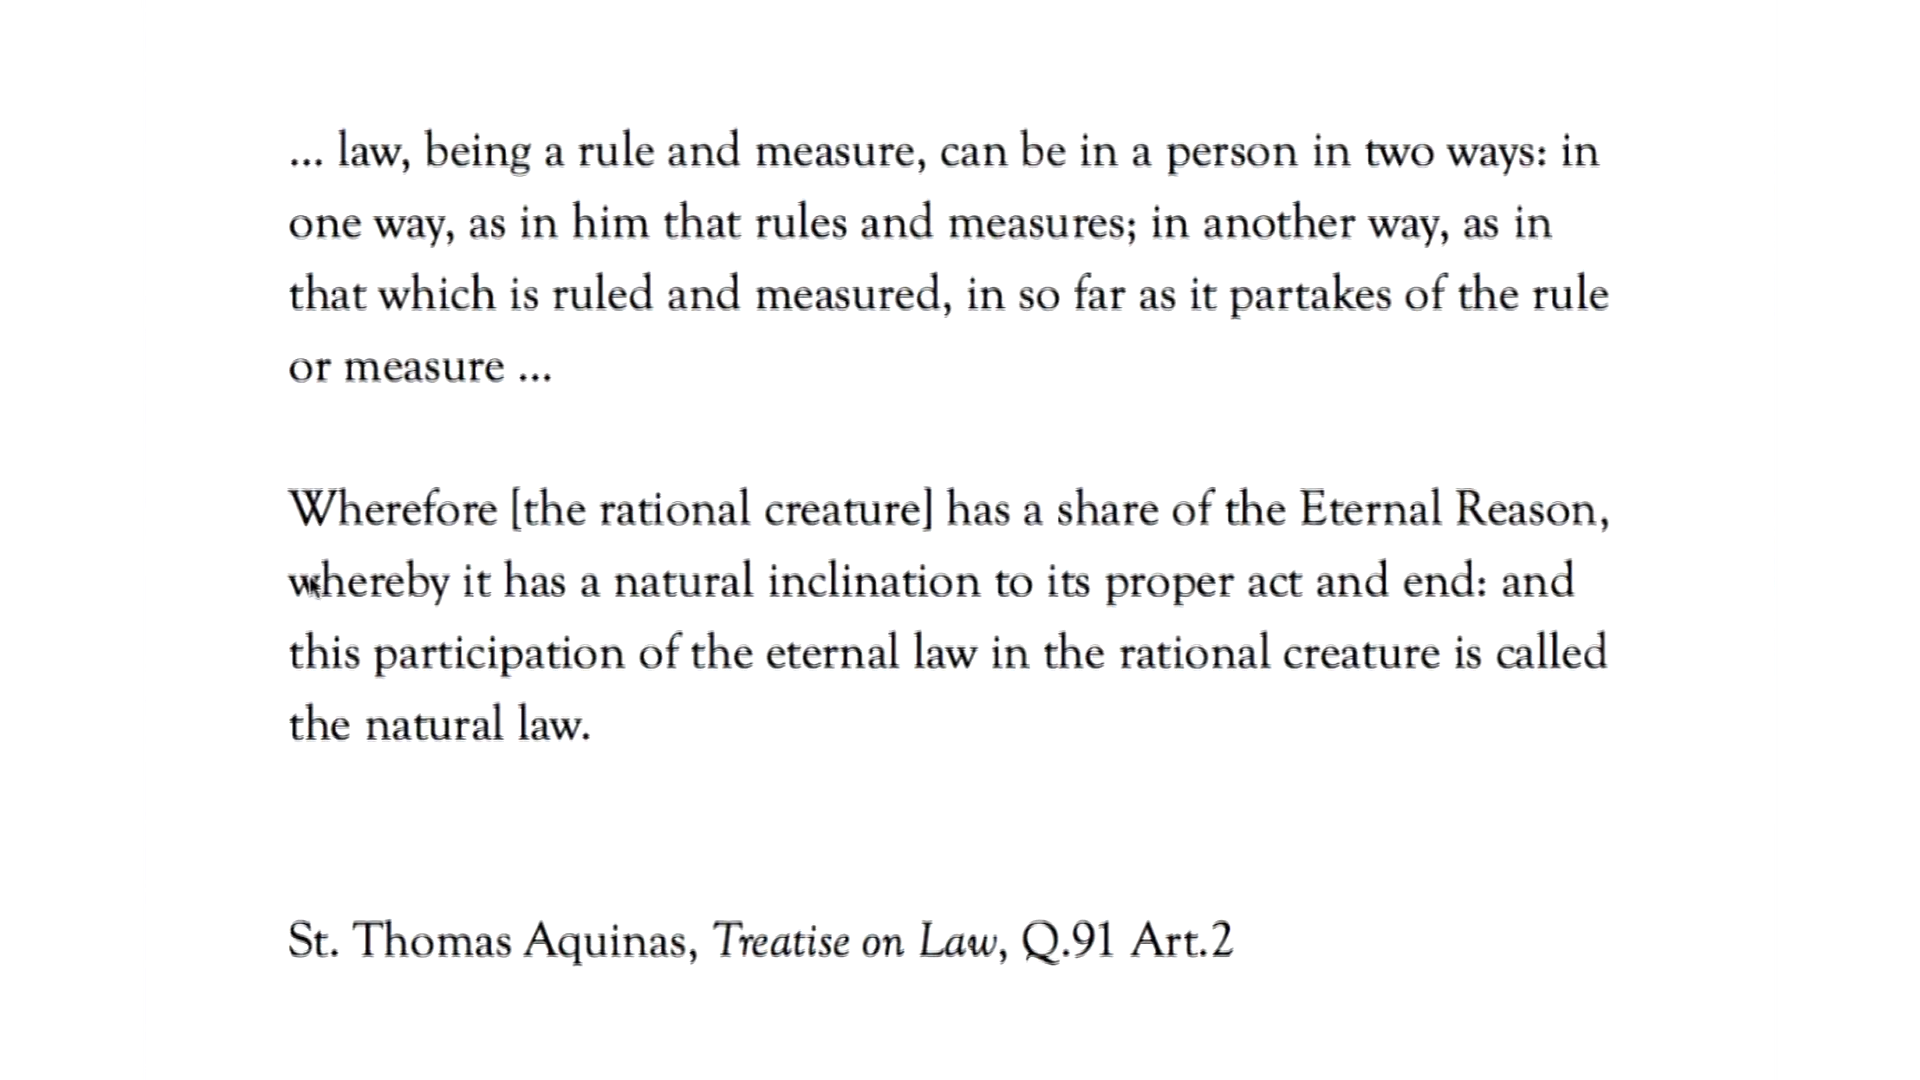 ... law, being a rule and measure, can be in a person in two ways: in
one way, as in him that rules and measures; in another way, as in
that which is ruled and measured, in so far as it partakes of the rule
or measure ...
Wherefore [the rational creature] has a share of the Eternal Reason,
whereby it has a natural inclination to its proper act and end: and
this participation of the eternal law in the rational creature is called
the natural law.
St. Thomas Aquinas, Treatise on Law, Q.91 Art.2